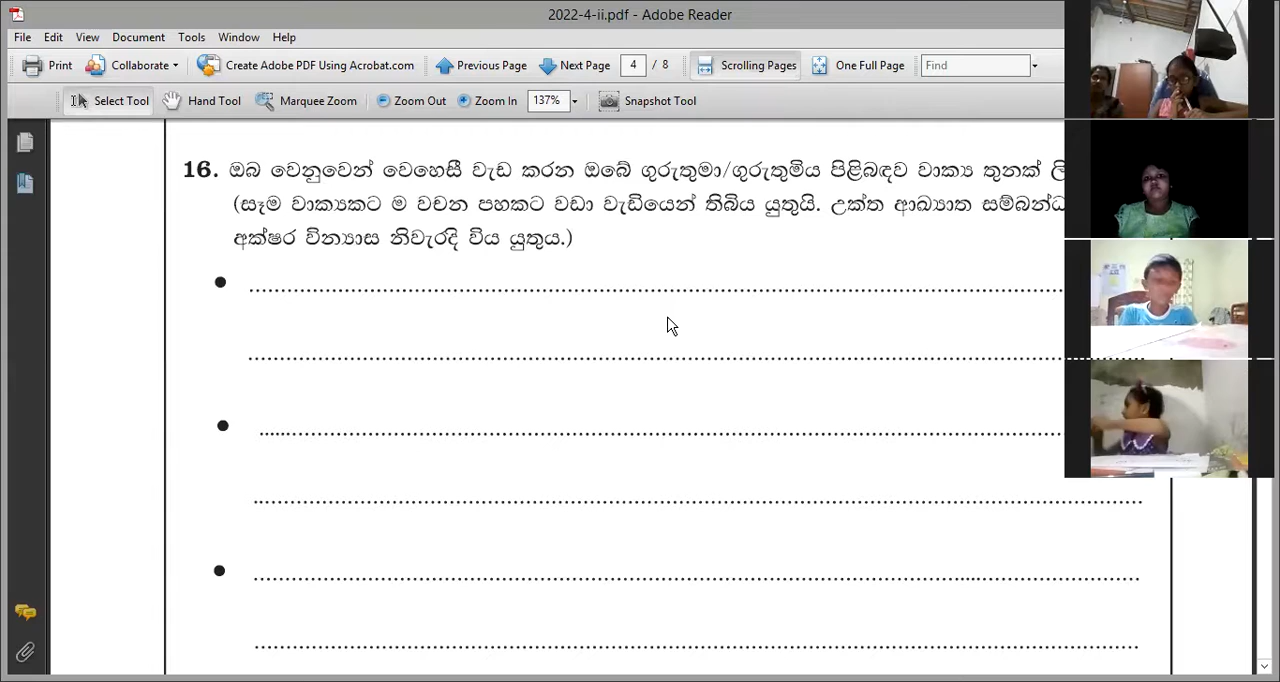 2022-4-ii.pdf - Adobe Reader
File Edit View Document Tools Window Help
Print Collaborate Create Adobe PDF Using Acrobat.com Previous Page Next Page 4 / 8 Scrolling Pages One Full Page Find
Select Tool Hand Tool Marquee Zoom Zoom Out Zoom In 137% Snapshot Tool
16. ඔබ වෙනුවෙන් වෙහෙසී වැඩ කරන ඔබේ ගුරුතුමා/ගුරුතුමිය පිළිබඳව වාක්‍ය තුනක්
(සෑම වාක්‍යකට ම වචන පහකට වඩා වැඩියෙන් තිබිය යුතුයි. උක්ත ආඛ්‍යාත සම්බන්ධ
අක්ෂර වින්‍යාස නිවැරදි විය යුතුය.)